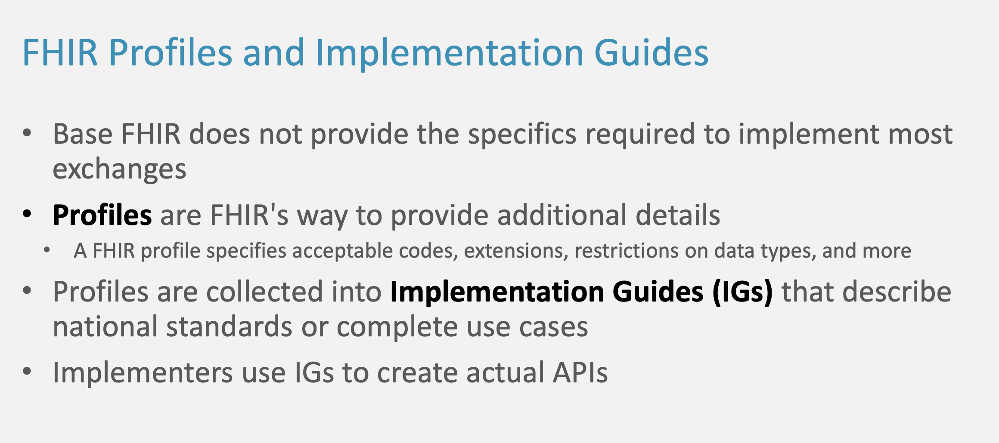 FHIR Profiles and Implementation Guides
• Base FHIR does not provide the specifics required to implement most
exchanges
• Profiles are FHIR's way to provide additional details
• A FHIR profile specifies acceptable codes, extensions, restrictions on data types, and more
• Profiles are collected into Implementation Guides (IGs) that describe
national standards or complete use cases
• Implementers use IGs to create actual APIs